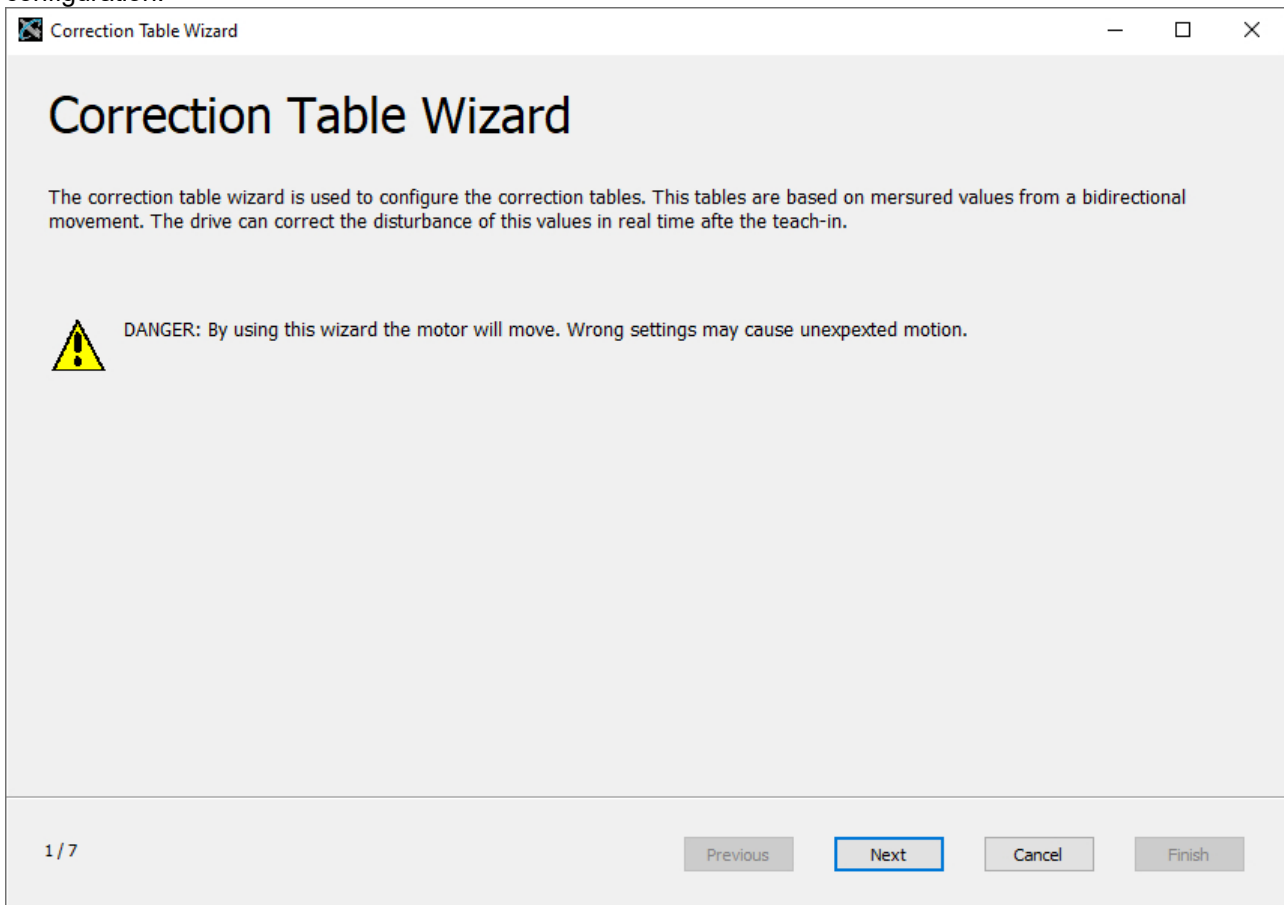 configuration.
Correction Table Wizard
Correction Table Wizard
The correction table wizard is used to configure the correction tables. This tables are based on mersured values from a bidirectional
movement. The drive can correct the disturbance of this values in real time afte the teach-in.
DANGER: By using this wizard the motor will move. Wrong settings may cause unexpexted motion.
1 / 7
Previous
Next
Cancel
Finish